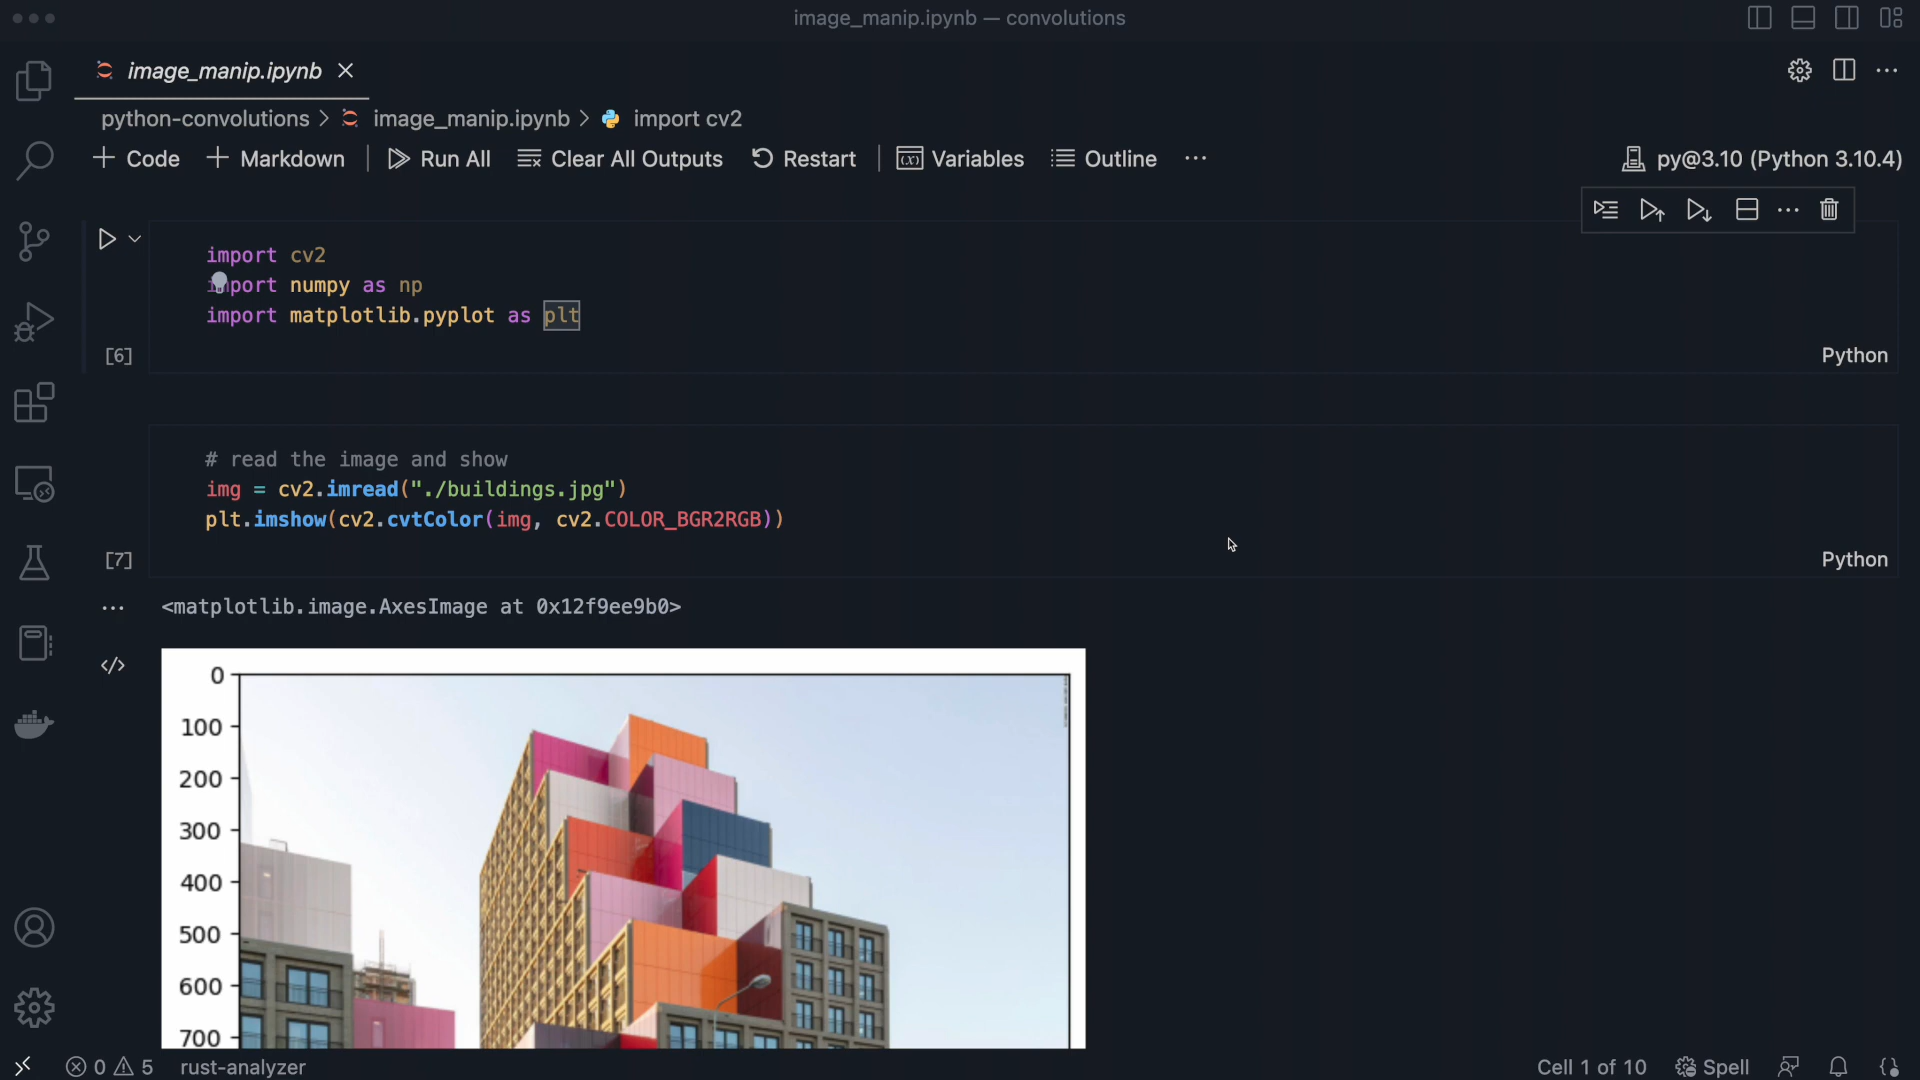 image_manip.ipynb — convolutions
image_manip.ipynb
python-convolutions > image_manip.ipynb > import cv2
+ Code + Markdown Run All Clear All Outputs Restart Variables Outline ···
py@3.10 (Python 3.10.4)
import cv2
import numpy as np
import matplotlib.pyplot as plt
[6]
Python
# read the image and show
img = cv2.imread("./buildings.jpg")
plt.imshow(cv2.cvtColor(img, cv2.COLOR_BGR2RGB))
[7]
Python
<matplotlib.image.AxesImage at 0x12f9ee9b0>
0
100
200
300
400
500
600
700
0 5 rust-analyzer
Cell 1 of 10 Spell